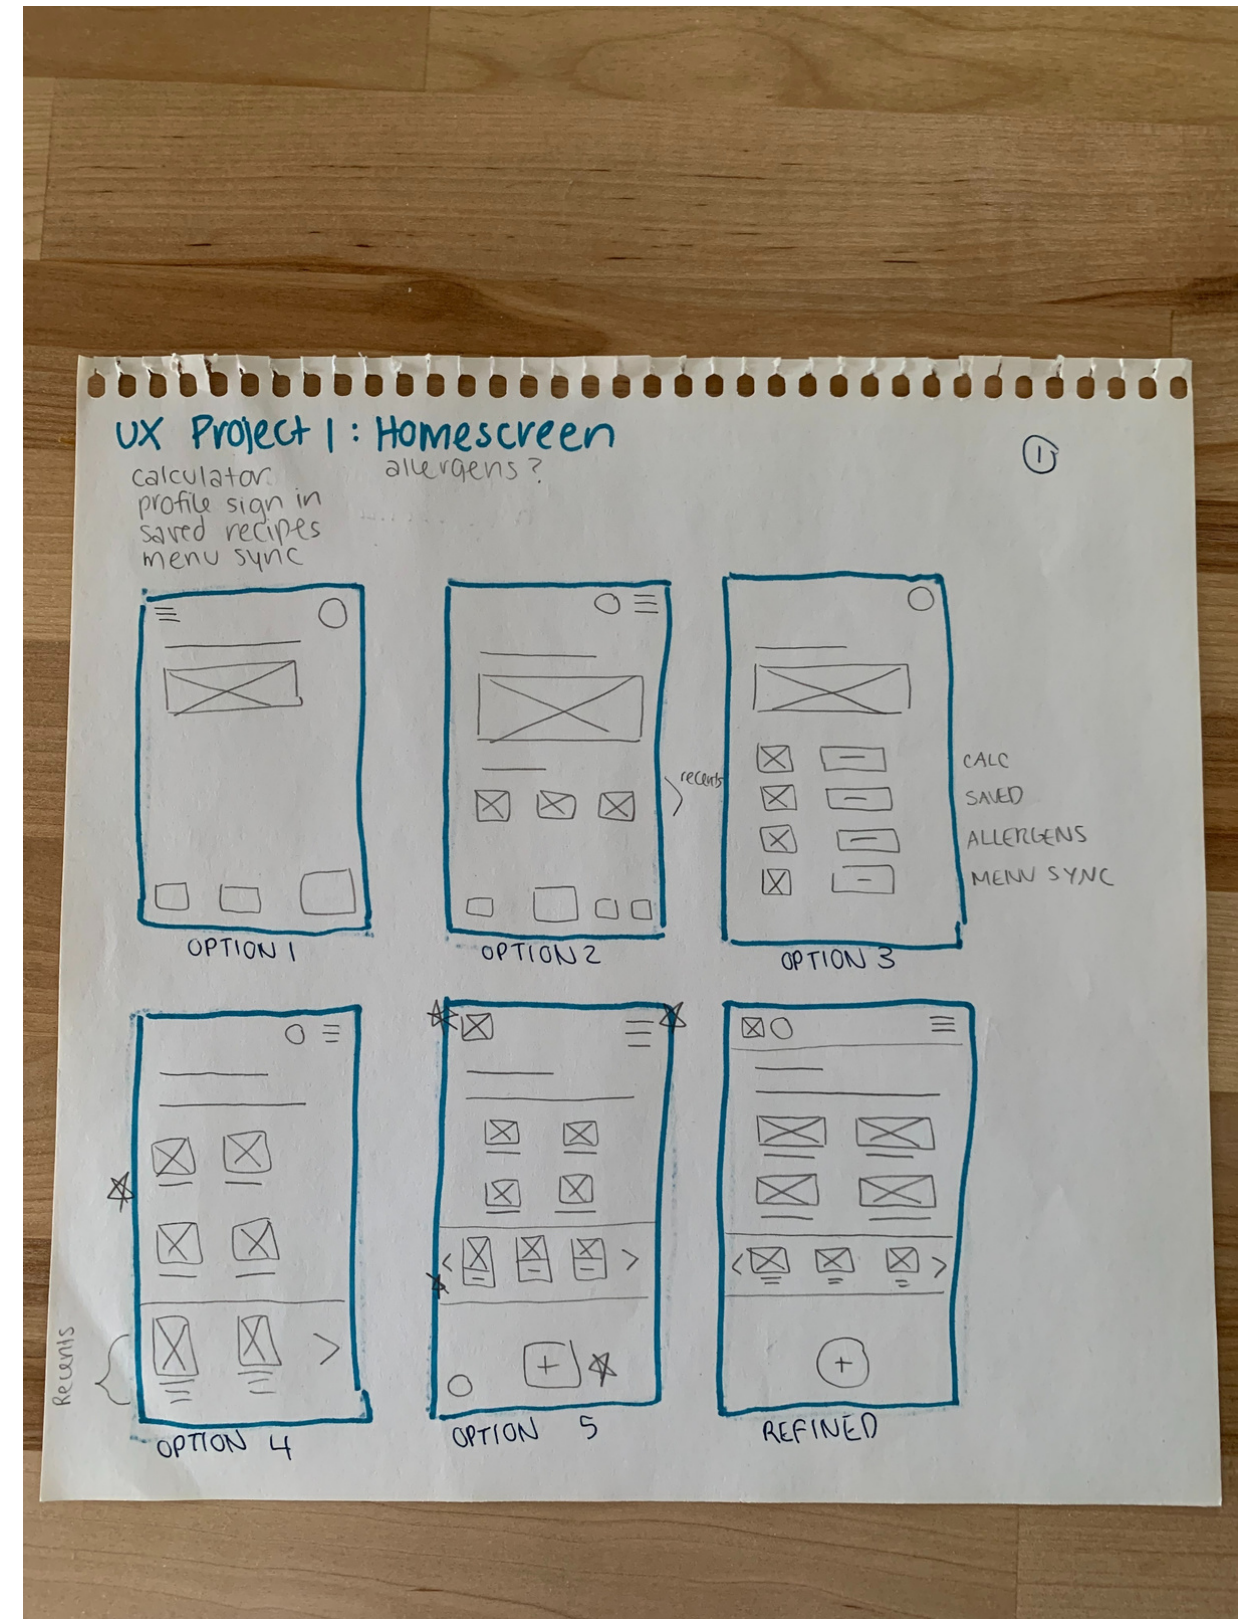 UX Project 1: Homescreen
1
calculator
allergens?
profile sign in
saved recipes
menu sync
recents
CALC
SAVED
ALLERGENS
MENU SYNC
OPTION 1
OPTION 2
OPTION 3
Recents
OPTION 4
OPTION 5
REFINED